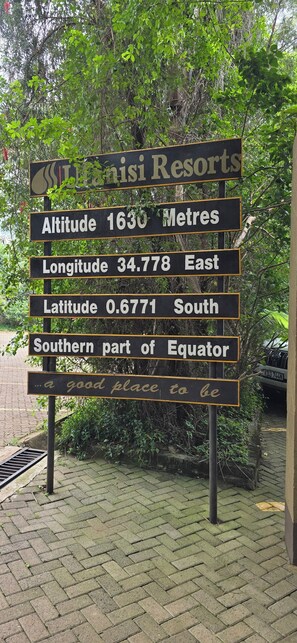 Ufanisi Resorts
Altitude 1630 Metres
Longitude 34.778 East
Latitude 0.6771 South
Southern part of Equator
...a good place to be